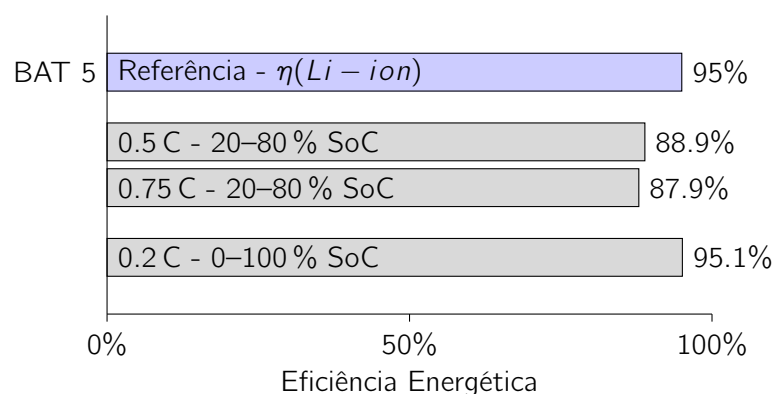 BAT 5 Referência - η(Li − ion) 95%
0.5 C - 20–80 % SoC 88.9%
0.75 C - 20–80 % SoC 87.9%
0.2 C - 0–100 % SoC 95.1%
0% 50% 100%
Eficiência Energética